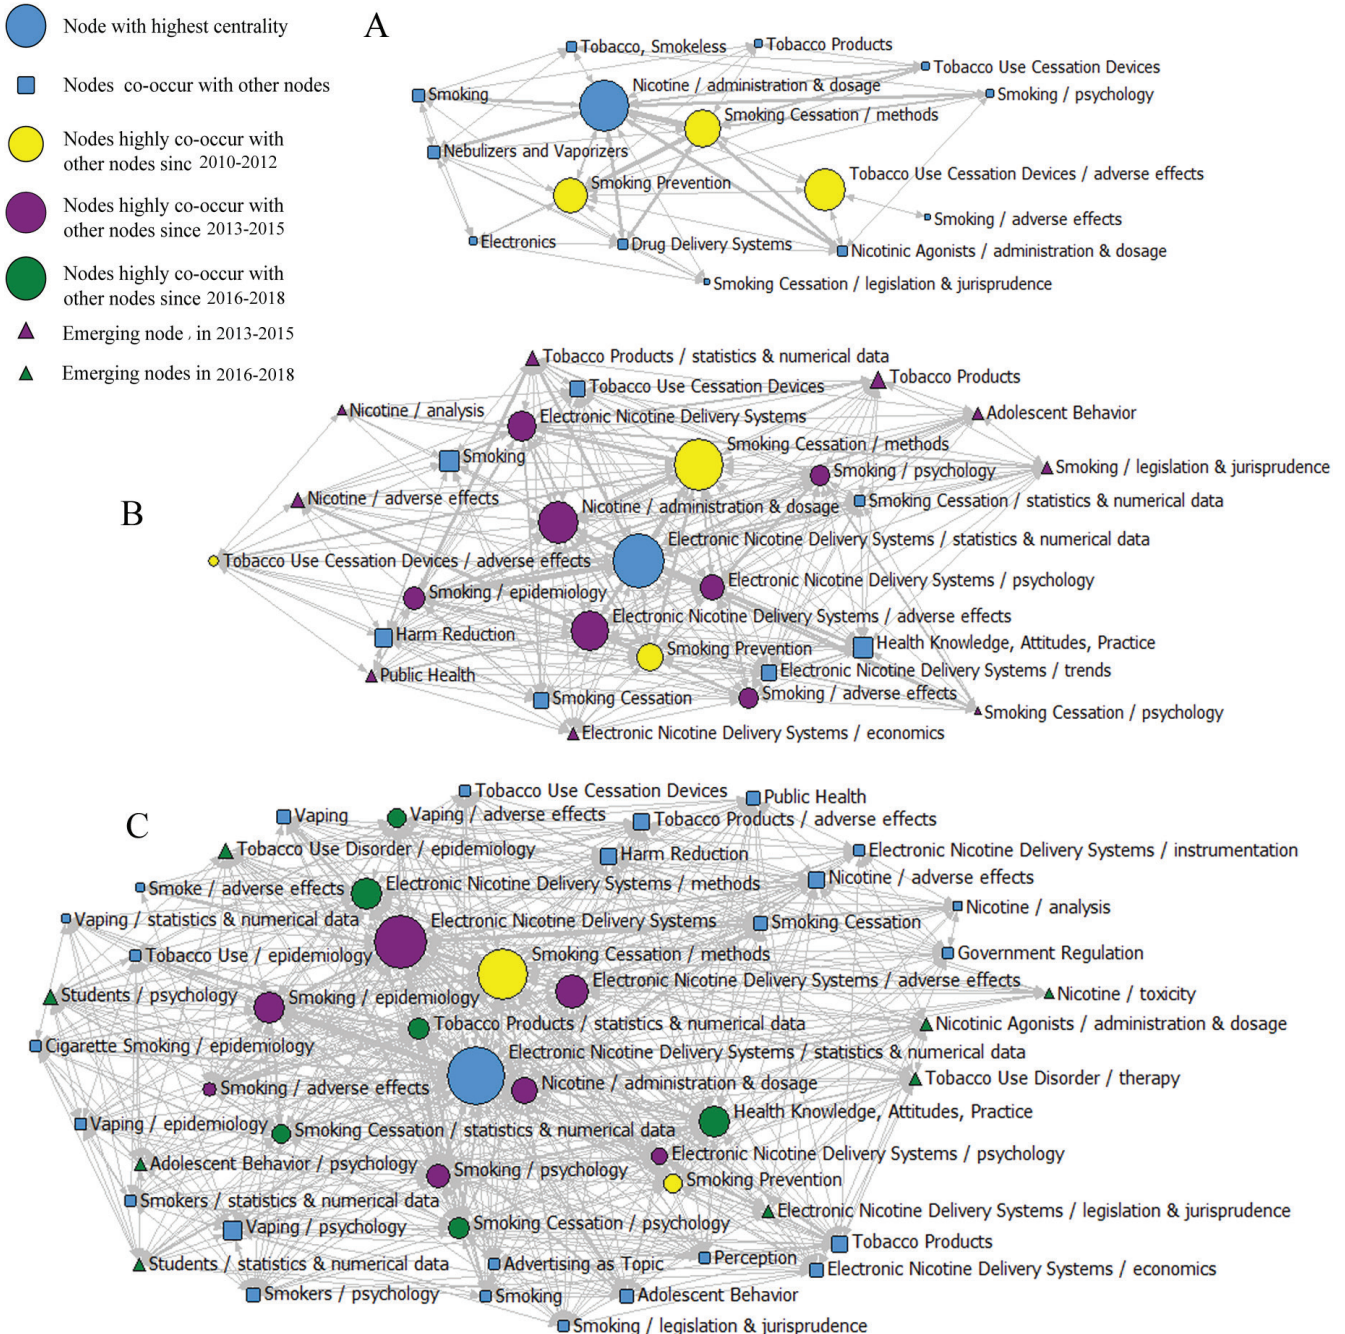 Node with highest centrality
Nodes co-occur with other nodes
Nodes highly co-occur with
other nodes sinc 2010-2012
Nodes highly co-occur with
other nodes since 2013-2015
Nodes highly co-occur with
other nodes since 2016-2018
Emerging node , in 2013-2015
Emerging nodes in 2016-2018
A
Tobacco, Smokeless
Tobacco Products
Tobacco Use Cessation Devices
Nicotine / administration & dosage
Smoking
Smoking / psychology
Smoking Cessation / methods
Nebulizers and Vaporizers
Tobacco Use Cessation Devices / adverse effects
Smoking Prevention
Smoking / adverse effects
Electronics
Drug Delivery Systems
Nicotinic Agonists / administration & dosage
Smoking Cessation / legislation & jurisprudence
B
Tobacco Products / statistics & numerical data
Tobacco Products
Tobacco Use Cessation Devices
Nicotine / analysis
Electronic Nicotine Delivery Systems
Adolescent Behavior
Smoking Cessation / methods
Smoking
Smoking / psychology
Smoking / legislation & jurisprudence
Nicotine / adverse effects
Nicotine / administration & dosage
Smoking Cessation / statistics & numerical data
Electronic Nicotine Delivery Systems / statistics & numerical data
Tobacco Use Cessation Devices / adverse effects
Electronic Nicotine Delivery Systems / psychology
Smoking / epidemiology
Electronic Nicotine Delivery Systems / adverse effects
Harm Reduction
Health Knowledge, Attitudes, Practice
Smoking Prevention
Public Health
Electronic Nicotine Delivery Systems / trends
Smoking Cessation
Smoking / adverse effects
Smoking Cessation / psychology
Electronic Nicotine Delivery Systems / economics
C
Tobacco Use Cessation Devices
Public Health
Vaping
Vaping / adverse effects
Tobacco Products / adverse effects
Tobacco Use Disorder / epidemiology
Harm Reduction
Electronic Nicotine Delivery Systems / instrumentation
Smoke / adverse effects
Electronic Nicotine Delivery Systems / methods
Nicotine / adverse effects
Nicotine / analysis
Vaping / statistics & numerical data
Electronic Nicotine Delivery Systems
Smoking Cessation
Tobacco Use / epidemiology
Smoking Cessation / methods
Government Regulation
Electronic Nicotine Delivery Systems / adverse effects
Students / psychology
Smoking / epidemiology
Nicotine / toxicity
Tobacco Products / statistics & numerical data
Nicotinic Agonists / administration & dosage
Cigarette Smoking / epidemiology
Electronic Nicotine Delivery Systems / statistics & numerical data
Smoking / adverse effects
Nicotine / administration & dosage
Tobacco Use Disorder / therapy
Vaping / epidemiology
Smoking Cessation / statistics & numerical data
Health Knowledge, Attitudes, Practice
Adolescent Behavior / psychology
Smoking / psychology
Electronic Nicotine Delivery Systems / psychology
Smoking Prevention
Smokers / statistics & numerical data
Vaping / psychology
Smoking Cessation / psychology
Electronic Nicotine Delivery Systems / legislation & jurisprudence
Tobacco Products
Students / statistics & numerical data
Advertising as Topic
Perception
Electronic Nicotine Delivery Systems / economics
Smokers / psychology
Smoking
Adolescent Behavior
Smoking / legislation & jurisprudence